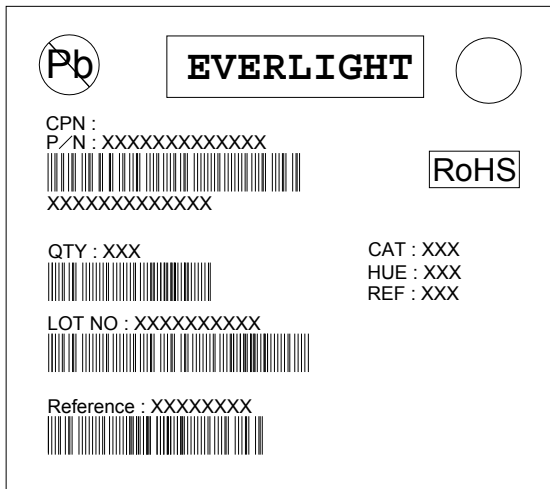 Pb
EVERLIGHT
CPN :
P/N : XXXXXXXXXXXXX
RoHS
XXXXXXXXXXXXX
QTY : XXX
CAT : XXX
HUE : XXX
REF : XXX
LOT NO : XXXXXXXXXX
Reference : XXXXXXXX